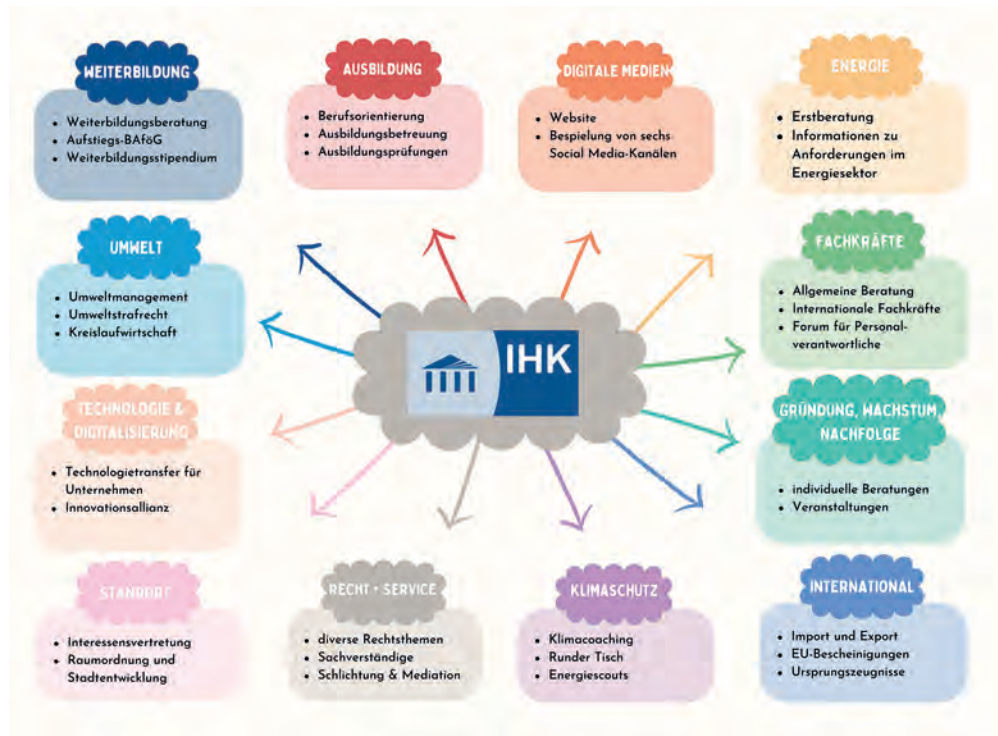 WEITERBILDUNG
• Weiterbildungsberatung
• Aufstiegs-BAföG
• Weiterbildungsstipendium
AUSBILDUNG
• Berufsorientierung
• Ausbildungsbetreuung
• Ausbildungsprüfungen
DIGITALE MEDIEN
• Website
• Bespielung von sechs
Social Media-Kanälen
ENERGIE
• Erstberatung
• Informationen zu
Anforderungen im
Energiesektor
UMWELT
• Umweltmanagement
• Umweltstrafrecht
• Kreislaufwirtschaft
IHK
FACHKRÄFTE
• Allgemeine Beratung
• Internationale Fachkräfte
• Forum für Personal-
verantwortliche
TECHNOLOGIE &
DIGITALISIERUNG
• Technologietransfer für
Unternehmen
• Innovationsallianz
GRÜNDUNG, WACHSTUM,
NACHFOLGE
• individuelle Beratungen
• Veranstaltungen
STANDORT
• Interessensvertretung
• Raumordnung und
Stadtentwicklung
RECHT + SERVICE
• diverse Rechtsthemen
• Sachverständige
• Schlichtung & Mediation
KLIMASCHUTZ
• Klimacoaching
• Runder Tisch
• Energiescouts
INTERNATIONAL
• Import und Export
• EU-Bescheinigungen
• Ursprungszeugnisse